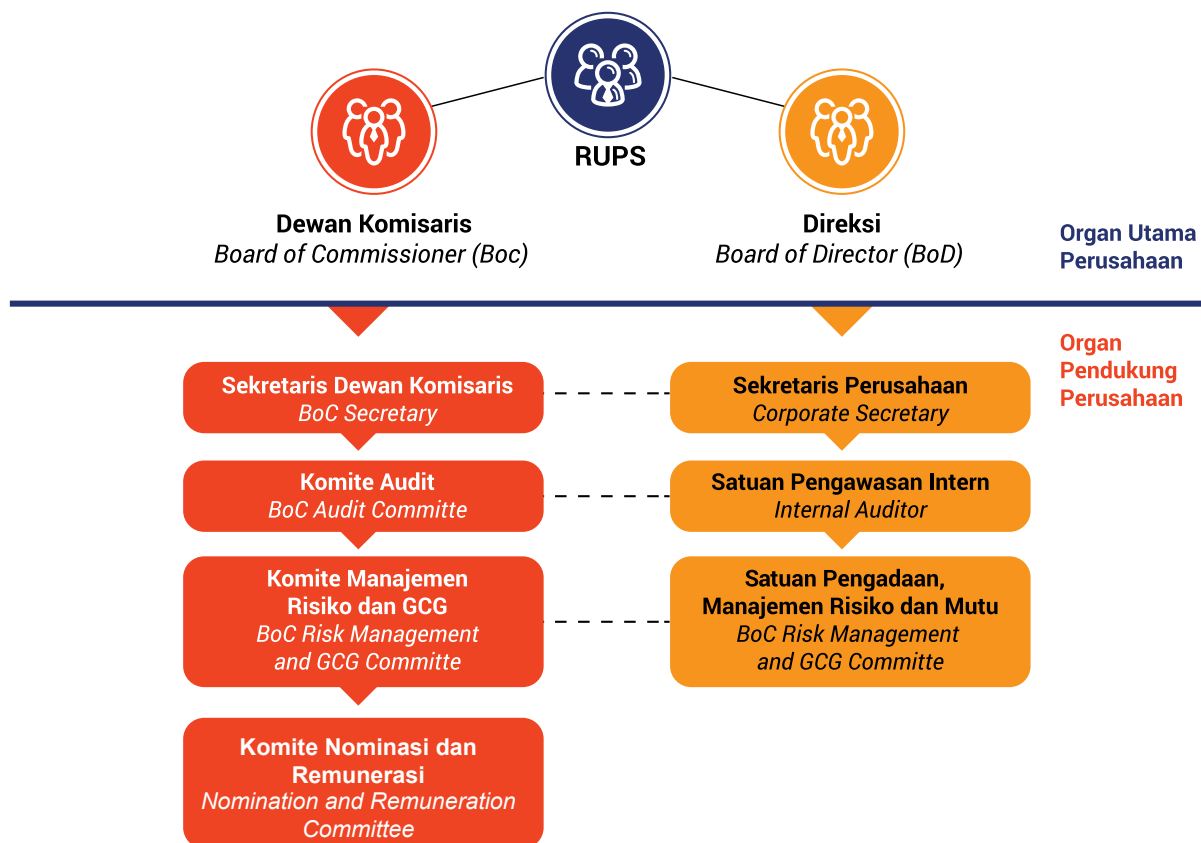 RUPS
Dewan Komisaris
Board of Commissioner (Boc)
Direksi
Board of Director (BoD)
Organ Utama
Perusahaan
Organ
Pendukung
Perusahaan
Sekretaris Dewan Komisaris
BoC Secretary
Sekretaris Perusahaan
Corporate Secretary
Komite Audit
BoC Audit Committe
Satuan Pengawasan Intern
Internal Auditor
Komite Manajemen
Risiko dan GCG
BoC Risk Management
and GCG Committe
Satuan Pengadaan,
Manajemen Risiko dan Mutu
BoC Risk Management
and GCG Committe
Komite Nominasi dan
Remunerasi
Nomination and Remuneration
Committee